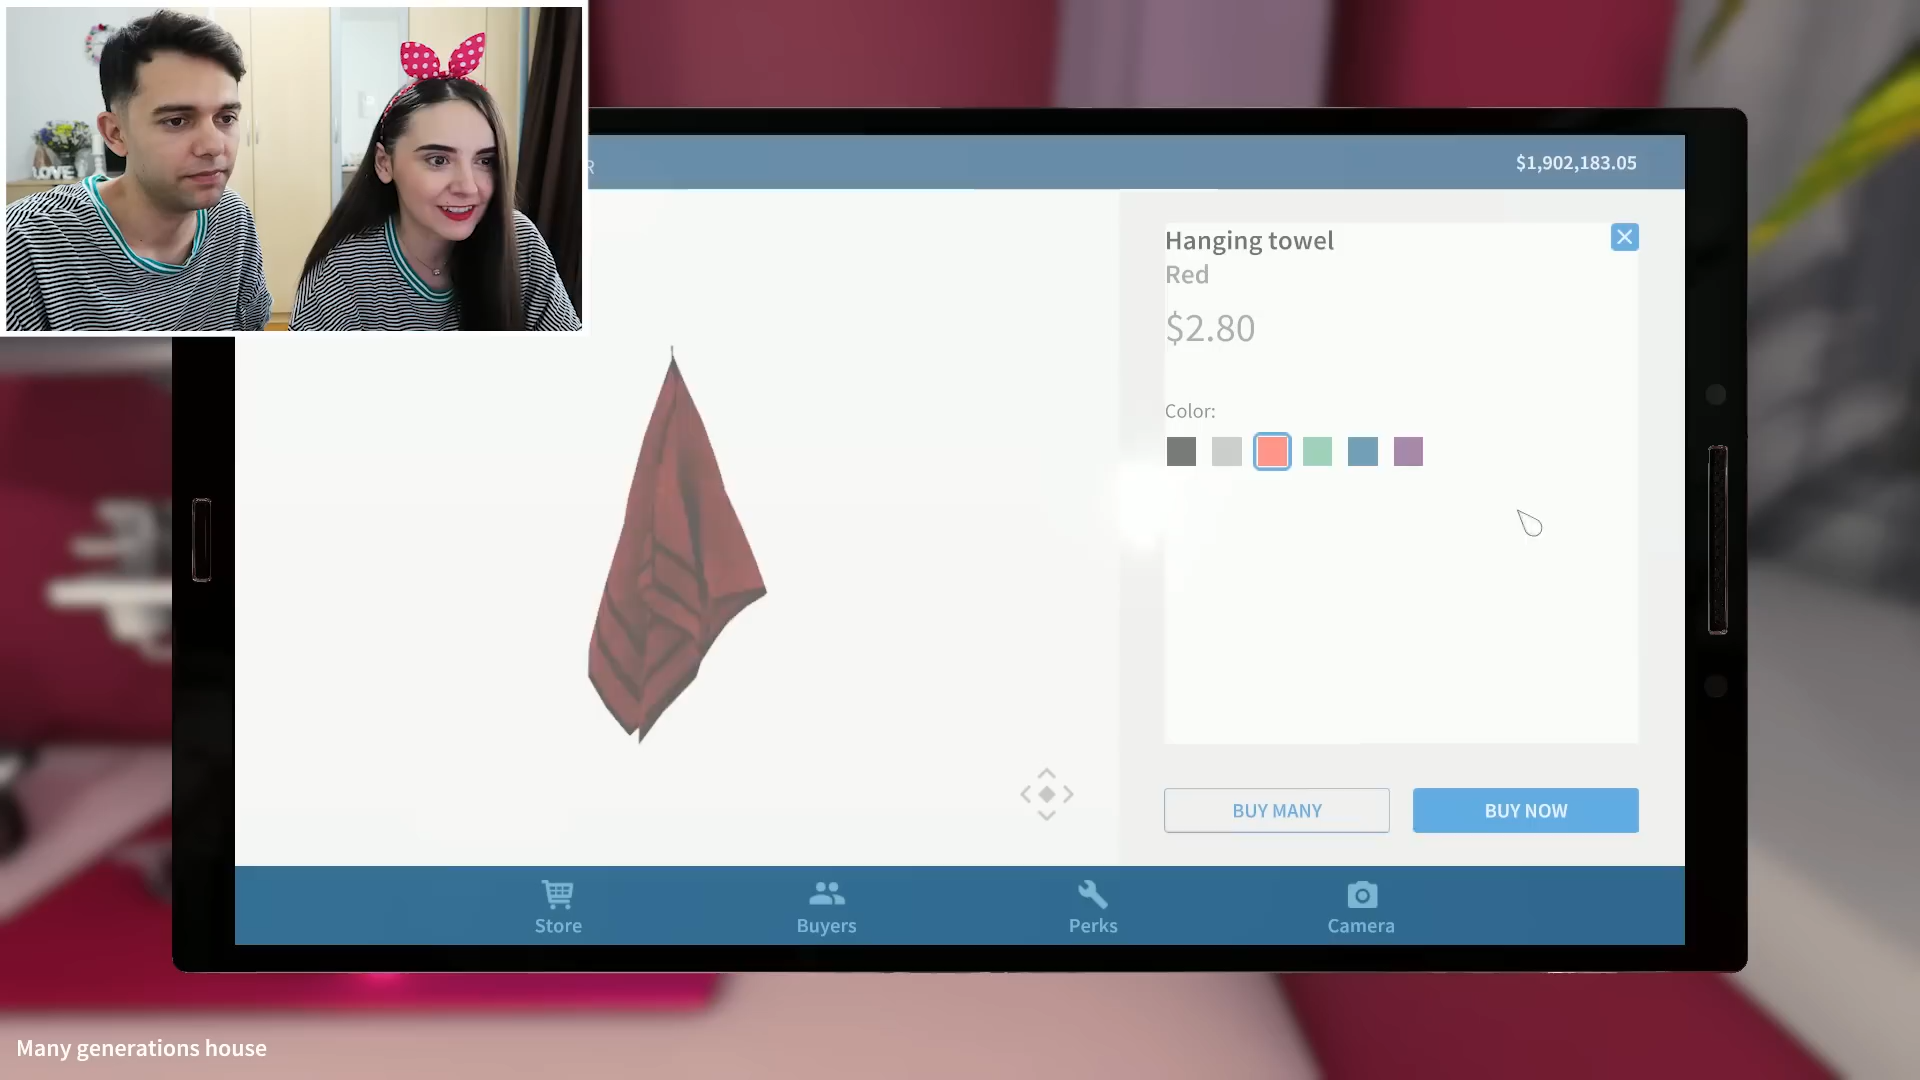 LOVE
R
$1,902,183.05
Hanging towel
Red
$2.80
Color:
BUY MANY
BUY NOW
Store
Buyers
Perks
Camera
Many generations house